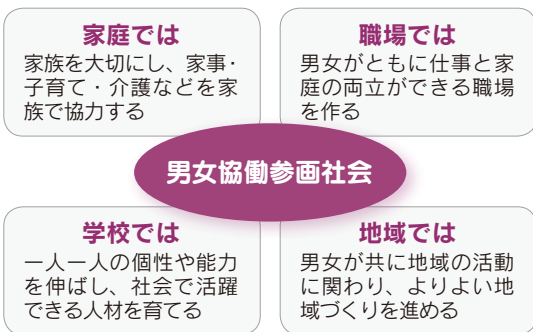 家庭では
家族を大切にし、家事・
子育て・介護などを家
族で協力する
職場では
男女がともに仕事と家
庭の両立ができる職場
を作る
男女協働参画社会
学校では
一人一人の個性や能力
を伸ばし、社会で活躍
できる人材を育てる
地域では
男女が共に地域の活動
に関わり、よりよい地
域づくりを進める